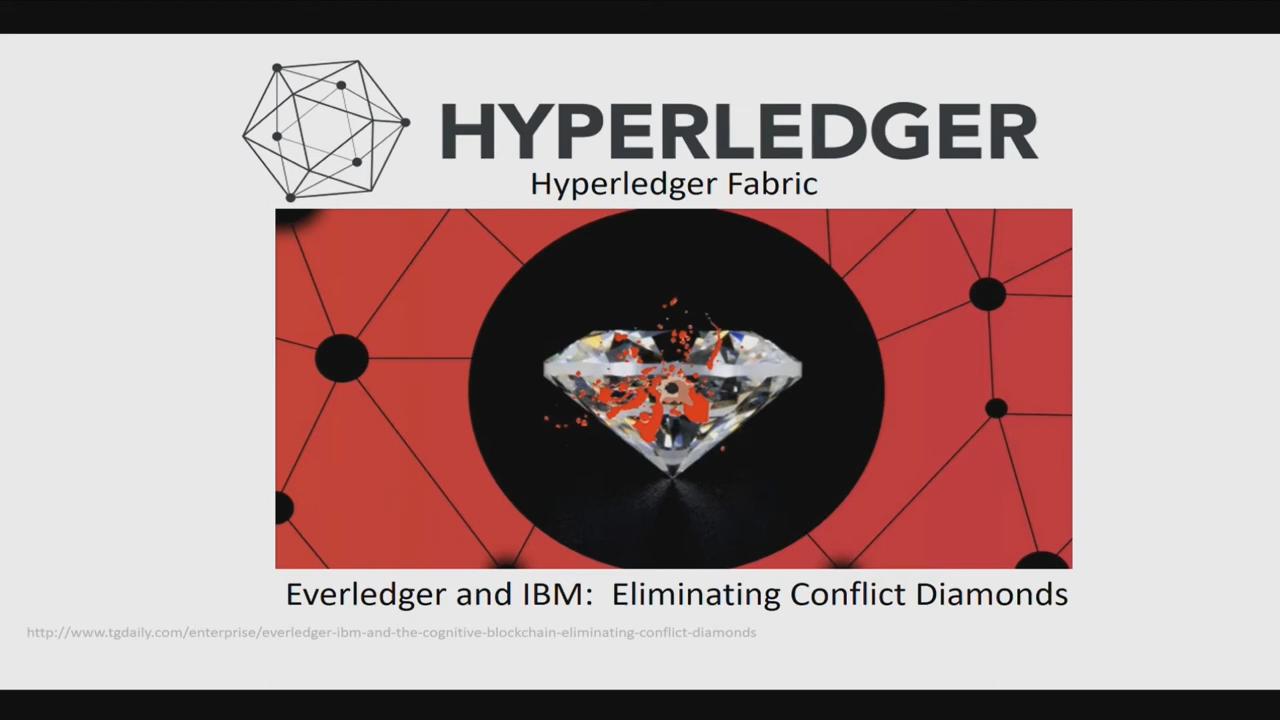 HYPERLEDGER
Hyperledger Fabric
Everledger and IBM:  Eliminating Conflict Diamonds
http://www.tgdaily.com/enterprise/everledger-ibm-and-the-cognitive-blockchain-eliminating-conflict-diamonds